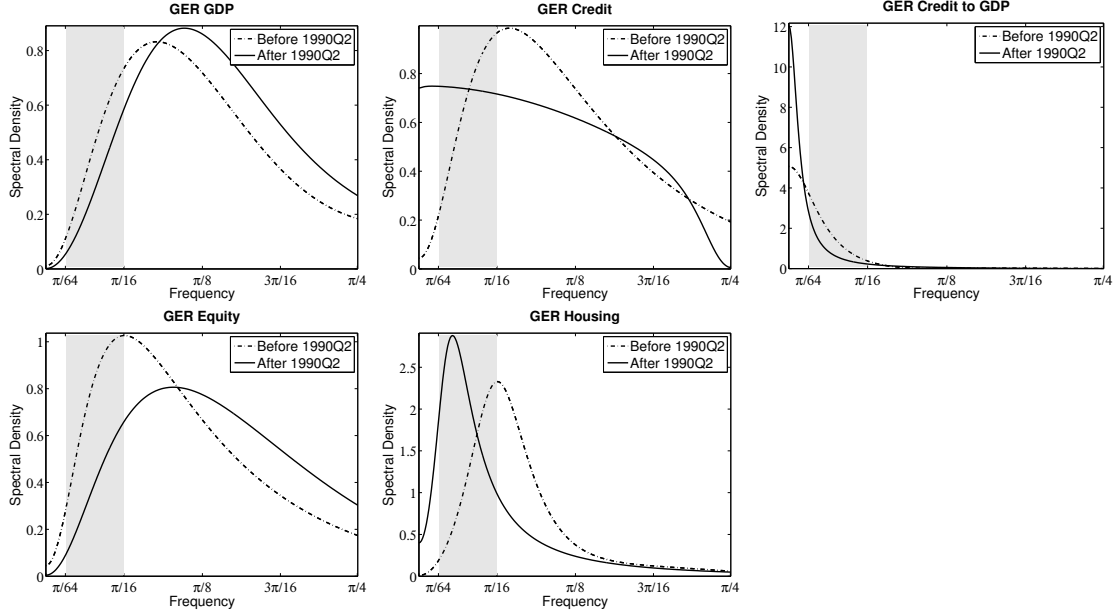 GER GDP
Spectral Density
0.8
0.6
0.4
0.2
0
Before 1990Q2
After 1990Q2
π/64 π/16 π/8 3π/16 π/4
Frequency
GER Credit
Spectral Density
0.8
0.6
0.4
0.2
0
Before 1990Q2
After 1990Q2
π/64 π/16 π/8 3π/16 π/4
Frequency
GER Credit to GDP
Spectral Density
12
10
8
6
4
2
0
Before 1990Q2
After 1990Q2
π/64 π/16 π/8 3π/16 π/4
Frequency
GER Equity
Spectral Density
1
0.8
0.6
0.4
0.2
0
Before 1990Q2
After 1990Q2
π/64 π/16 π/8 3π/16 π/4
Frequency
GER Housing
Spectral Density
2.5
2
1.5
1
0.5
0
Before 1990Q2
After 1990Q2
π/64 π/16 π/8 3π/16 π/4
Frequency